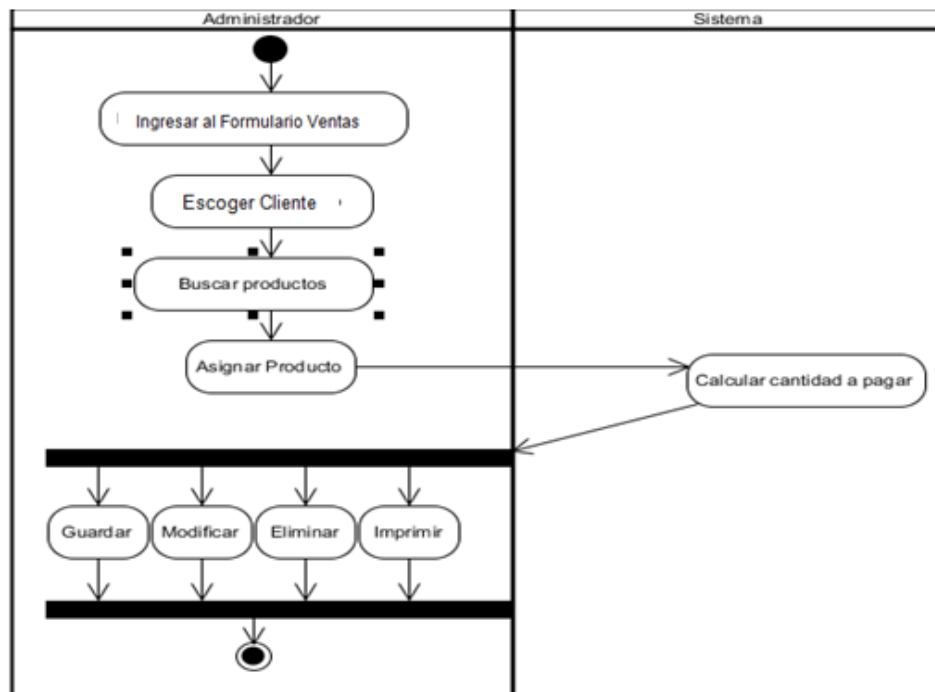 Administrador
Sistema
Ingresar al Formulario Ventas
Escoger Cliente
Buscar productos
Asignar Producto
Calcular cantidad a pagar
Guardar
Modificar
Eliminar
Imprimir